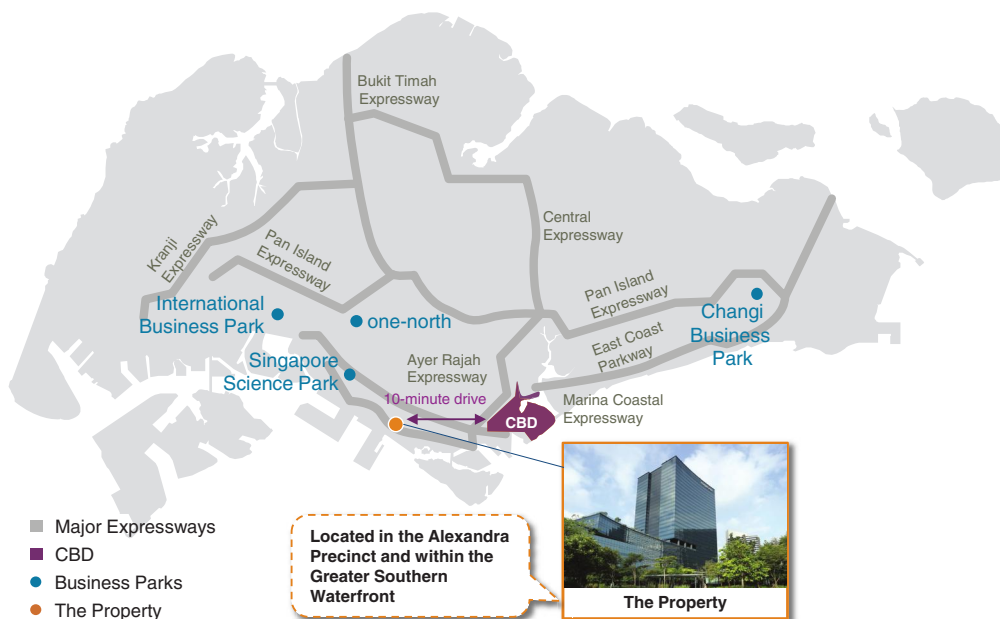 Bukit Timah
Expressway
Kranji
Expressway
Pan Island
Expressway
Central
Expressway
International
Business Park
one-north
Pan Island
Expressway
Changi
Business
Park
East Coast
Parkway
Singapore
Science Park
Ayer Rajah
Expressway
10-minute drive
CBD
Marina Coastal
Expressway
Major Expressways
CBD
Business Parks
The Property
Located in the Alexandra
Precinct and within the
Greater Southern
Waterfront
The Property